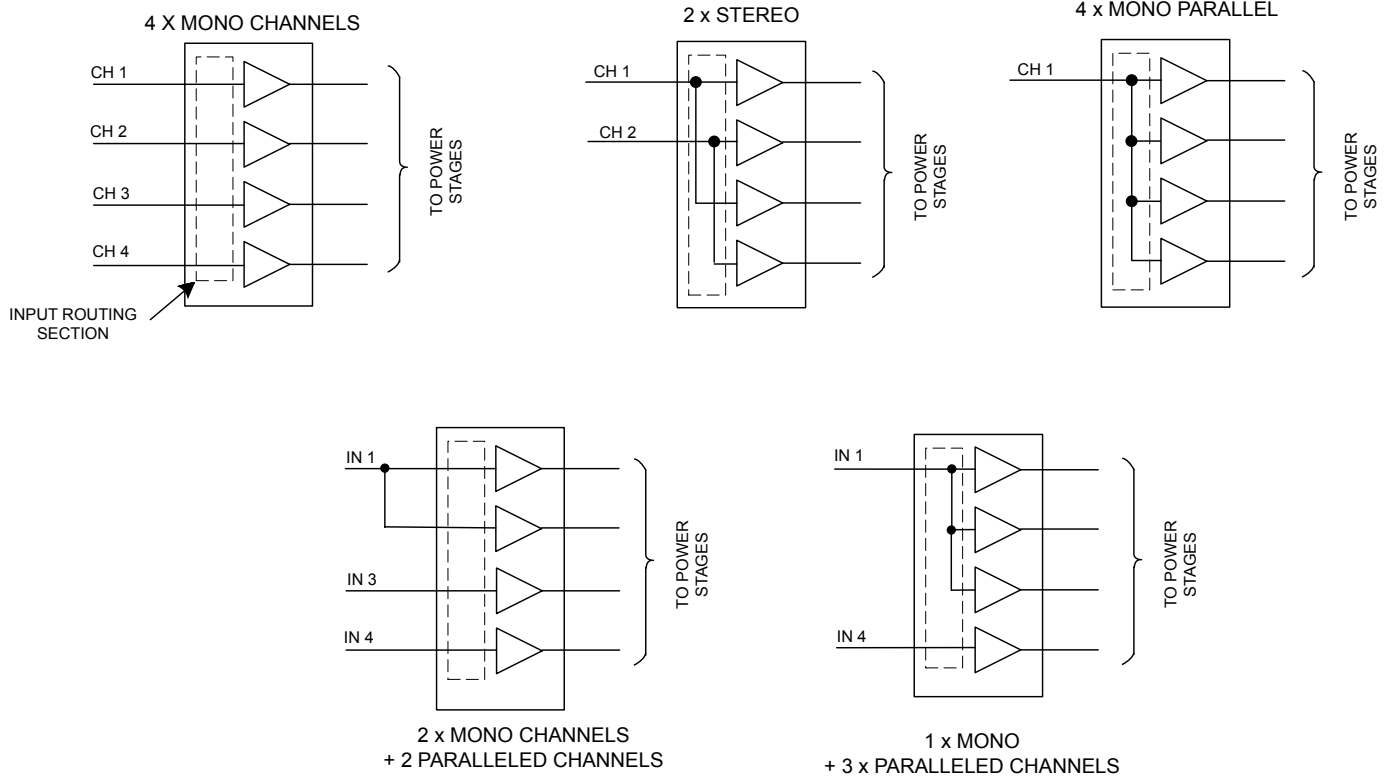 4 X MONO CHANNELS
CH 1
CH 2
CH 3
CH 4
TO POWER
STAGES
INPUT ROUTING
SECTION
2 x STEREO
CH 1
CH 2
TO POWER
STAGES
4 x MONO PARALLEL
CH 1
TO POWER
STAGES
IN 1
IN 3
IN 4
TO POWER
STAGES
2 x MONO CHANNELS
+ 2 PARALLELED CHANNELS
IN 1
IN 4
TO POWER
STAGES
1 x MONO
+ 3 x PARALLELED CHANNELS